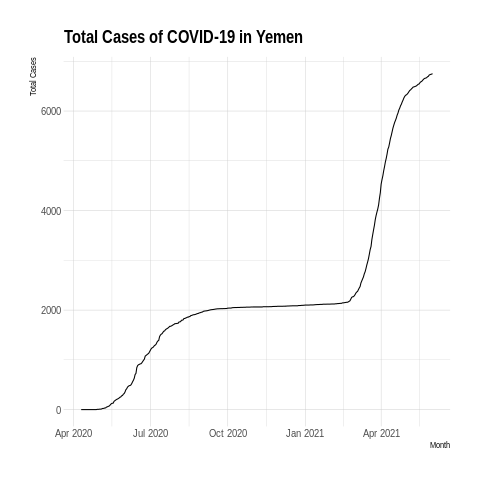 Total Cases of COVID-19 in Yemen
Total Cases
6000
4000
2000
0
Apr 2020 Jul 2020 Oct 2020 Jan 2021 Apr 2021
Month